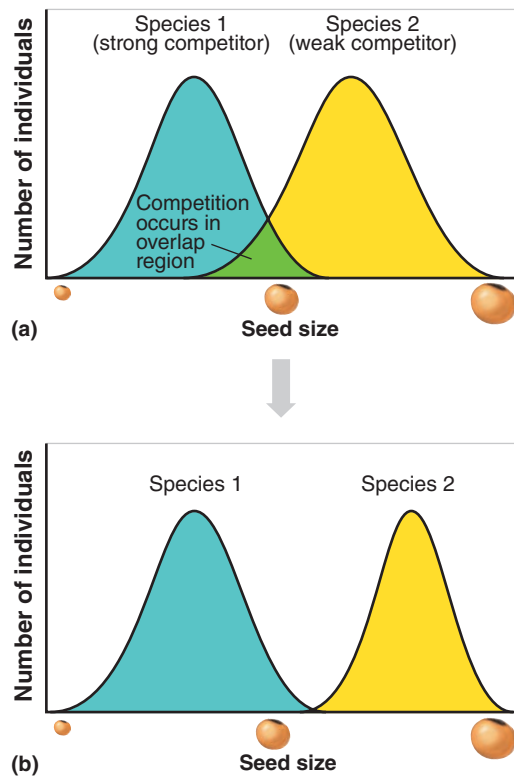 Species 1
(strong competitor)
Species 2
(weak competitor)
Number of individuals
Competition
occurs in
overlap
region
(a)
Seed size
Number of individuals
Species 1
Species 2
(b)
Seed size